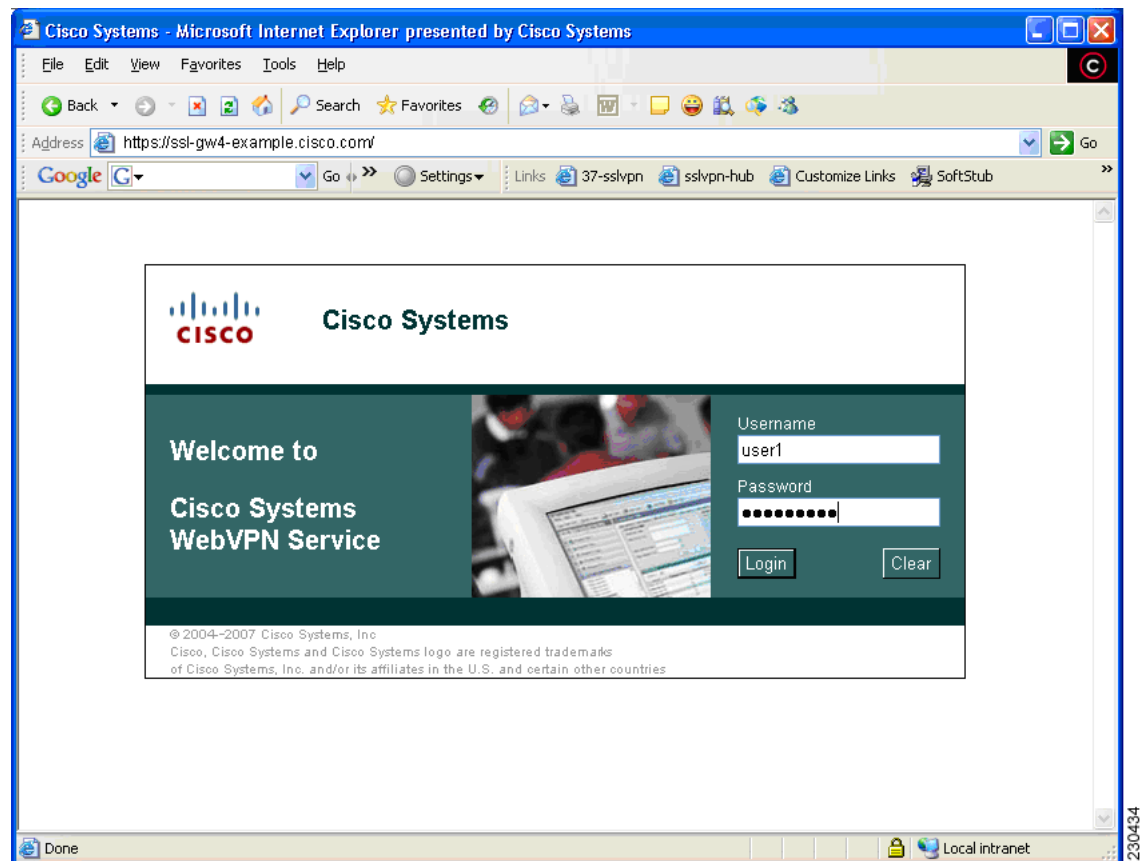 Cisco Systems - Microsoft Internet Explorer presented by Cisco Systems
File Edit View Favorites Tools Help
Back Search Favorites
Address https://ssl-gw4-example.cisco.com/ Go
Google G Go >> Settings Links 37-sslvpn sslvpn-hub Customize Links SoftStub >>
CISCO Cisco Systems
Welcome to
Cisco Systems
WebVPN Service
Username
user1
Password
•••••••••
Login Clear
© 2004--2007 Cisco Systems, Inc
Cisco, Cisco Systems and Cisco Systems logo are registered trademarks
of Cisco Systems, Inc. and/or its affiliates in the U.S. and certain other countries
Done Local intranet
230434